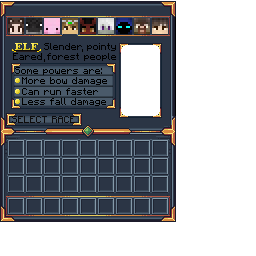 ELF, Slender, pointy
Eared, forest people
Some powers are:
More bow damage
Can run faster
Less fall damage
SELECT RACE